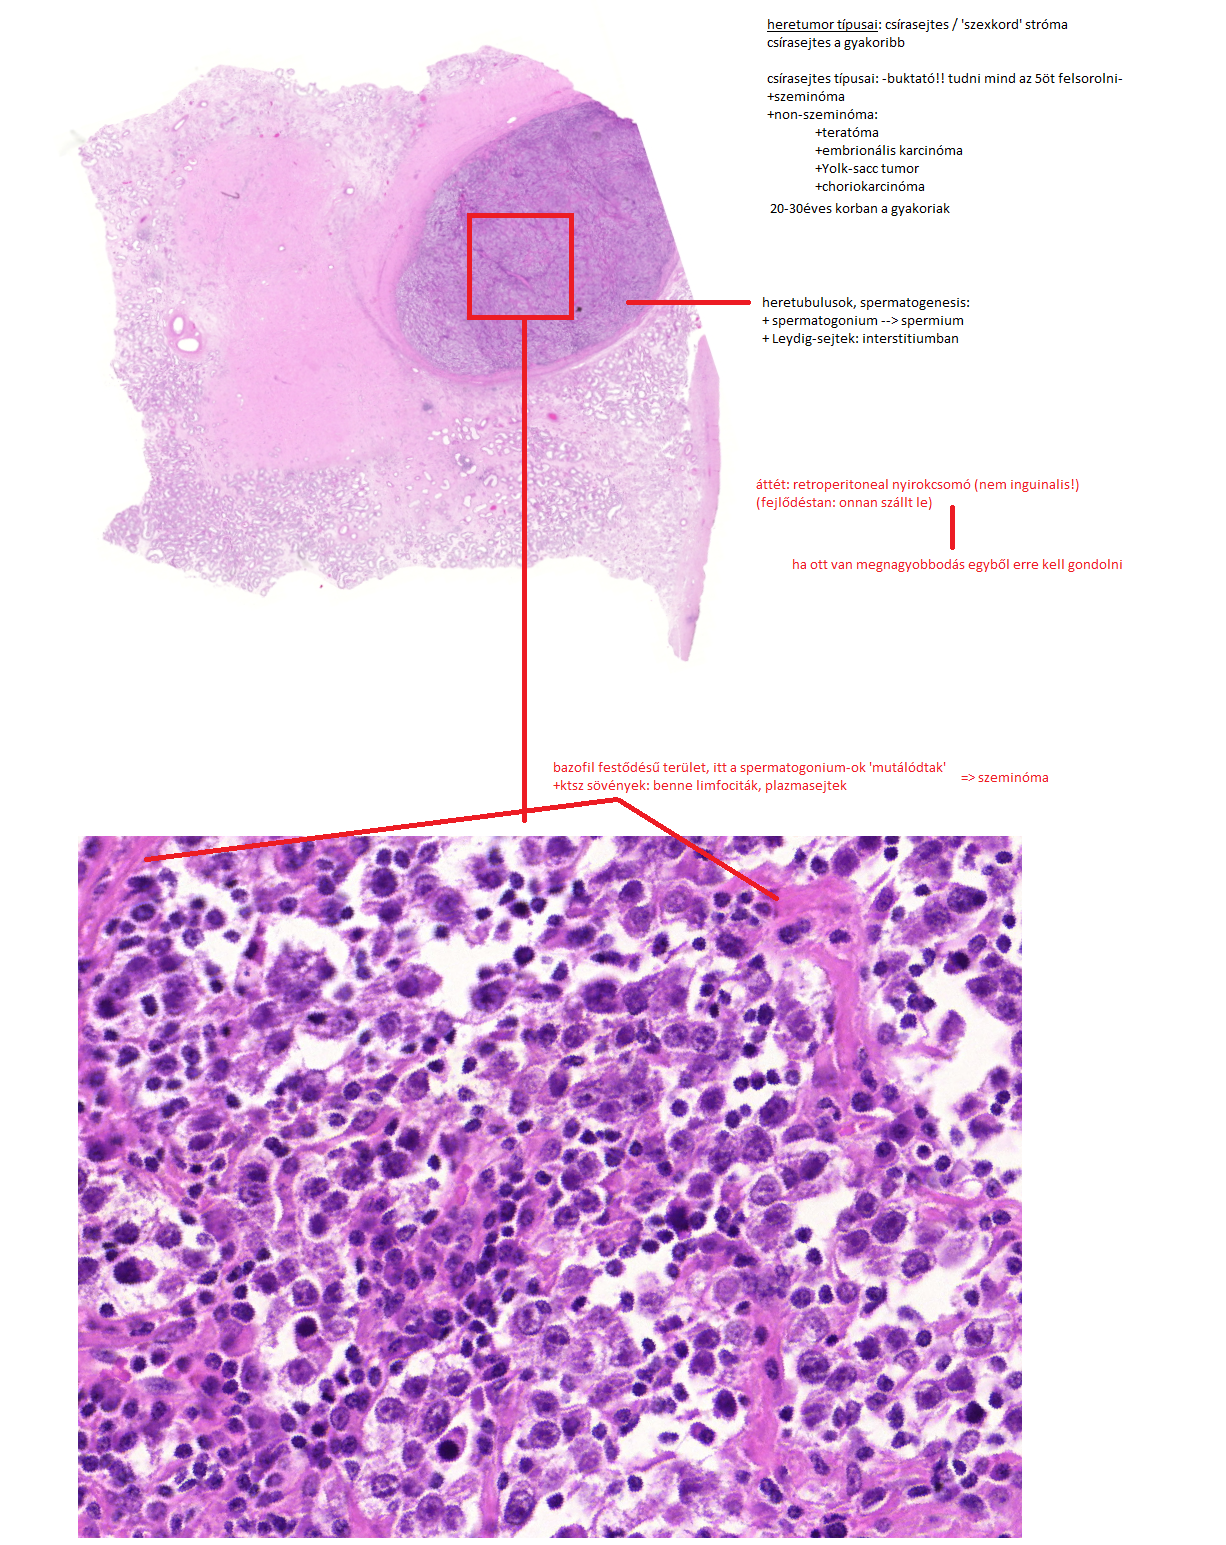 heretumor típusai: csírasejtes / 'szexkord' stróma
csírasejtes a gyakoribb
csírasejtes típusai: -buktató!! tudni mind az 5öt felsorolni-
+szeminóma
+non-szeminóma:
+teratóma
+embrionális karcinóma
+Yolk-sacc tumor
+choriokarcinóma
20-30éves korban a gyakoriak
heretubulusok, spermatogenesis:
+ spermatogonium --> spermium
+ Leydig-sejtek: interstitiumban
áttét: retroperitoneal nyirokcsomó (nem inguinalis!)
(fejlődéstan: onnan szállt le)
ha ott van megnagyobbodás egyből erre kell gondolni
bazofil festődésű terület, itt a spermatogonium-ok 'mutálódtak'
+ktsz sövények: benne limfociták, plazmasejtek
=> szeminóma